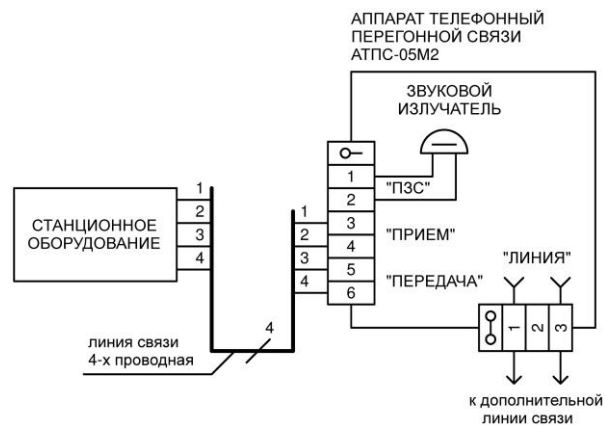 АППАРАТ ТЕЛЕФОННЫЙ
ПЕРЕГОННОЙ СВЯЗИ
АТПС-05М2
ЗВУКОВОЙ
ИЗЛУЧАТЕЛЬ
СТАНЦИОННОЕ
ОБОРУДОВАНИЕ
1
2
3
4
1
2
3
4
1
2
3
4
5
6
"ПЗС"
"ПРИЕМ"
"ПЕРЕДАЧА"
"ЛИНИЯ"
1
2
3
4
линия связи
4-х проводная
к дополнительной
линии связи